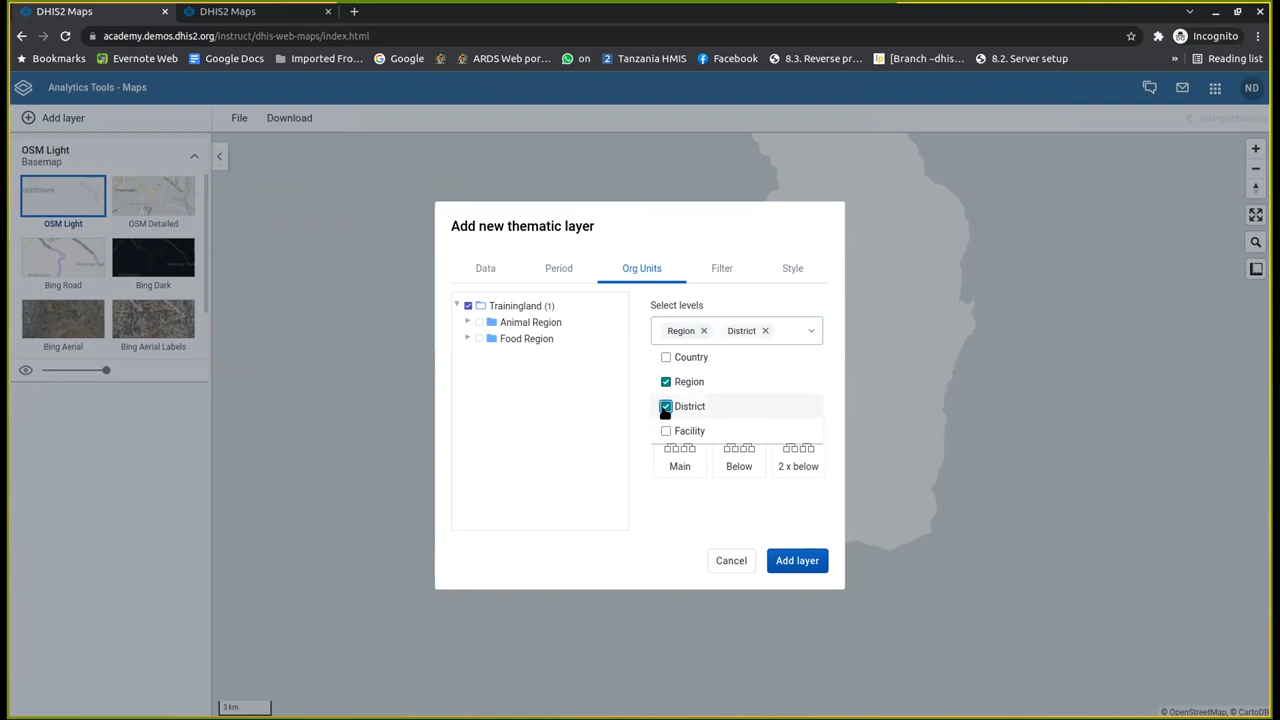 DHIS2 Maps
DHIS2 Maps
academy.demos.dhis2.org/instruct/dhis-web-maps/index.html
Incognito
Bookmarks
Evernote Web
Google Docs
Imported Fro...
Google
ARDS Web por...
on
Tanzania HMIS
Facebook
8.3. Reverse pr...
[Branch ~dhis...
8.2. Server setup
»
Reading list
Analytics Tools - Maps
ND
Add layer
File
Download
Interpretations
OSM Light
Basemap
OSM Light
OSM Detailed
Bing Road
Bing Dark
Bing Aerial
Bing Aerial Labels
Add new thematic layer
Data
Period
Org Units
Filter
Style
Trainingland (1)
Animal Region
Food Region
Select levels
Region
District
Country
Region
District
Facility
Main
Below
2 x below
Cancel
Add layer
3 km
© OpenStreetMap, © CartoDB